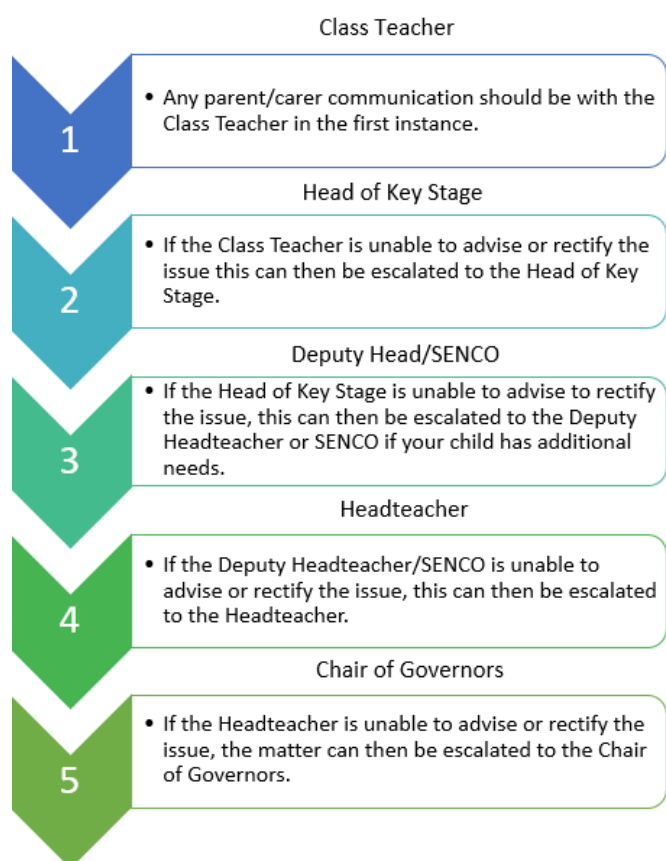 Class Teacher
1
• Any parent/carer communication should be with the
Class Teacher in the first instance.
Head of Key Stage
2
• If the Class Teacher is unable to advise or rectify the
issue this can then be escalated to the Head of Key
Stage.
Deputy Head/SENCO
3
• If the Head of Key Stage is unable to advise to rectify
the issue, this can then be escalated to the Deputy
Headteacher or SENCO if your child has additional
needs.
Headteacher
4
• If the Deputy Headteacher/SENCO is unable to
advise or rectify the issue, this can then be escalated
to the Headteacher.
Chair of Governors
5
• If the Headteacher is unable to advise or rectify the
issue, the matter can then be escalated to the Chair
of Governors.